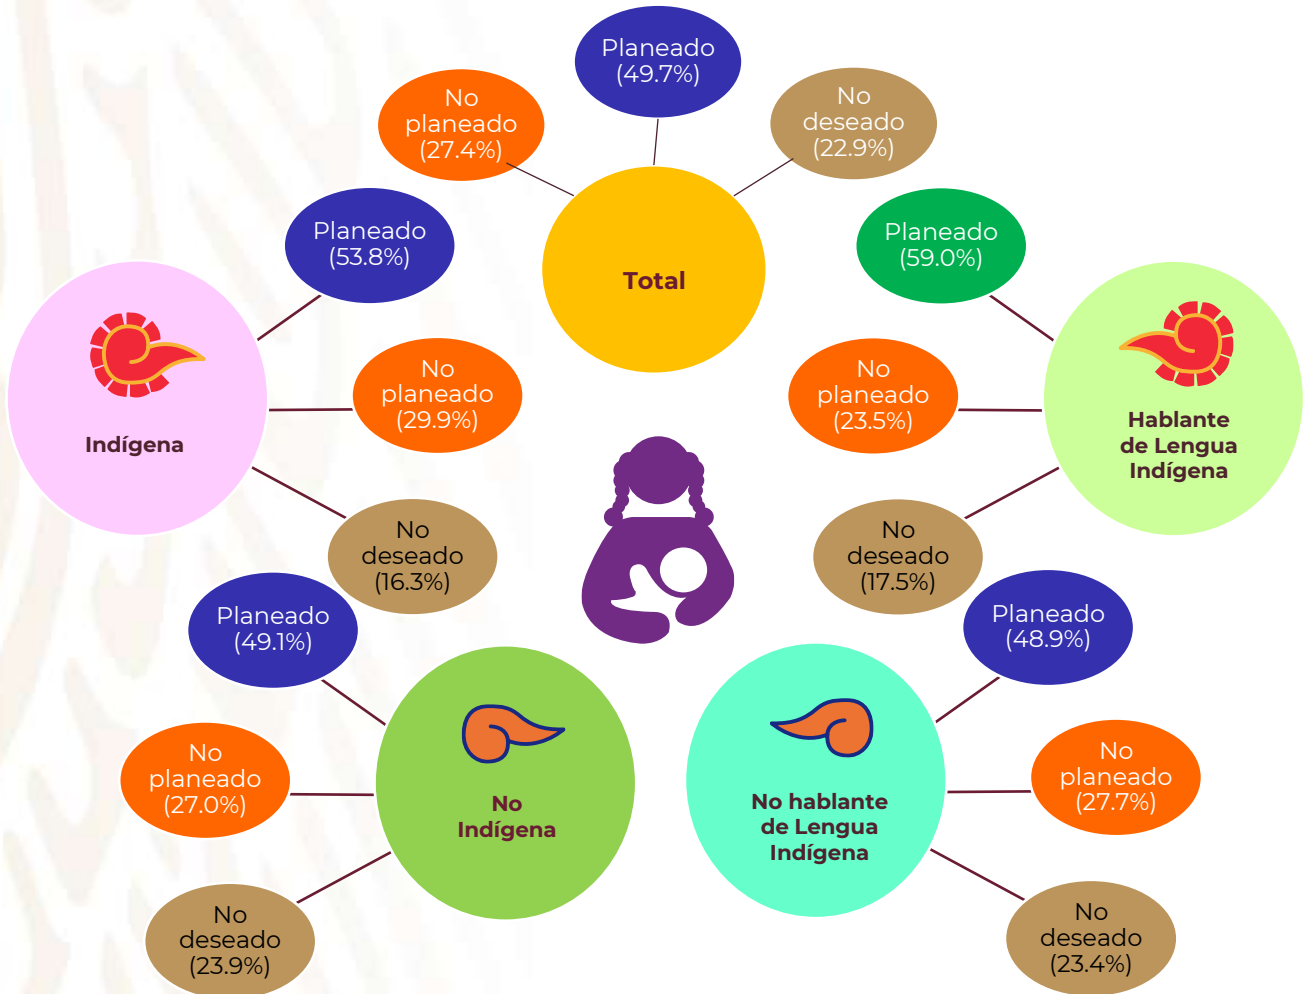 Planeado
(49.7%)
No
planeado
(27.4%)
No
deseado
(22.9%)
Total
Planeado
(53.8%)
No
planeado
(29.9%)
No
deseado
(16.3%)
Indígena
Planeado
(59.0%)
No
planeado
(23.5%)
No
deseado
(17.5%)
Hablante
de Lengua
Indígena
Planeado
(49.1%)
No
planeado
(27.0%)
No
deseado
(23.9%)
No
Indígena
Planeado
(48.9%)
No
planeado
(27.7%)
No
deseado
(23.4%)
No hablante
de Lengua
Indígena